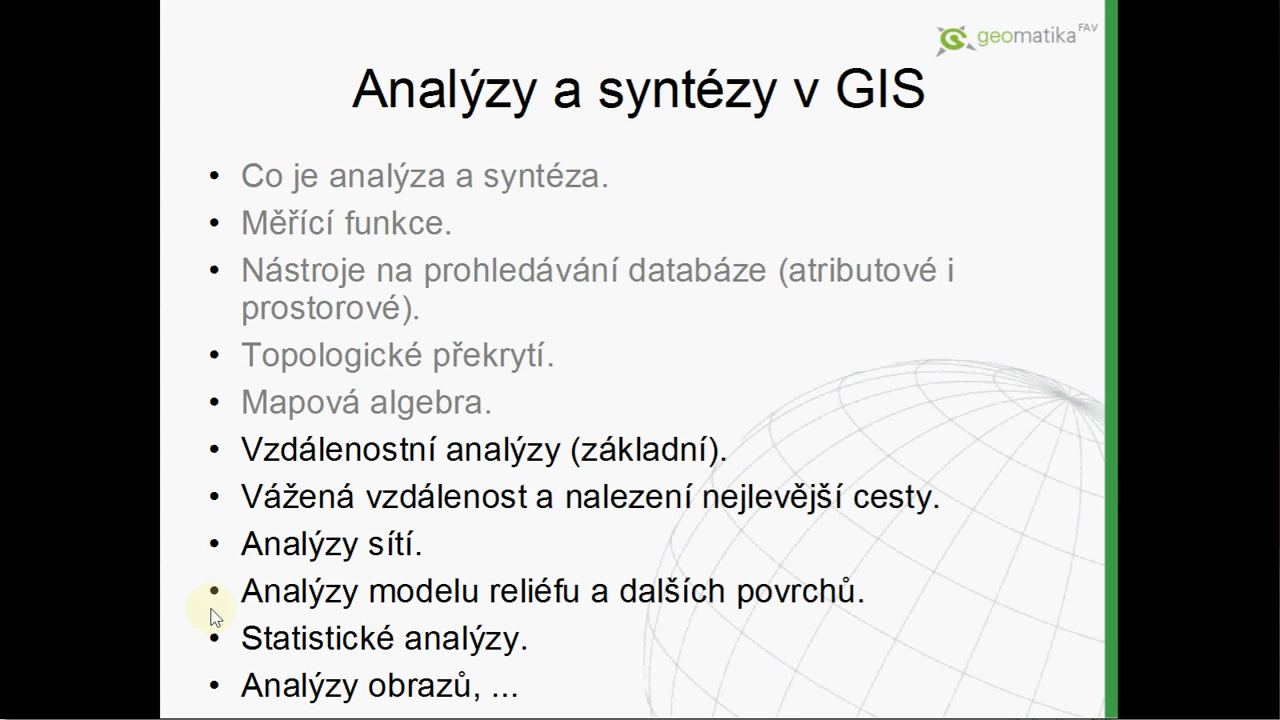 geomatika FAV
Analýzy a syntézy v GIS
• Co je analýza a syntéza.
• Měřící funkce.
• Nástroje na prohledávání databáze (atributové i
prostorové).
• Topologické překrytí.
• Mapová algebra.
• Vzdálenostní analýzy (základní).
• Vážená vzdálenost a nalezení nejlevější cesty.
• Analýzy sítí.
• Analýzy modelu reliéfu a dalších povrchů.
• Statistické analýzy.
• Analýzy obrazů, ...